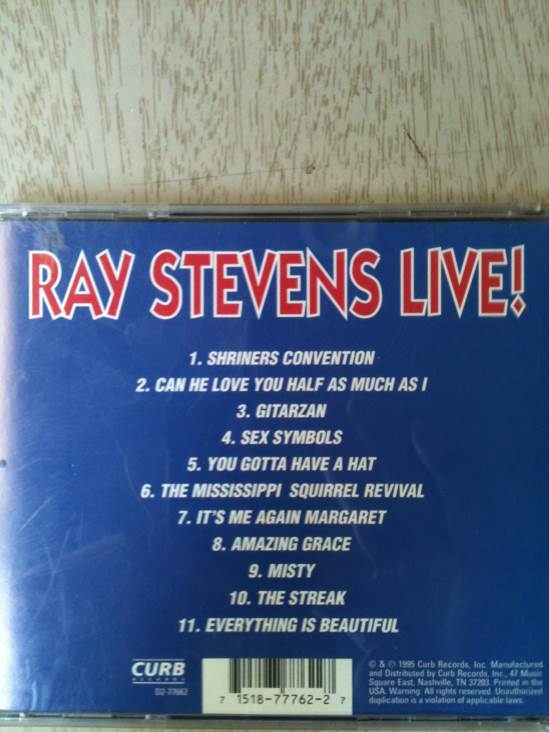 RAY STEVENS LIVE!
1. SHRINERS CONVENTION
2. CAN HE LOVE YOU HALF AS MUCH AS I
3. GITARZAN
4. SEX SYMBOLS
5. YOU GOTTA HAVE A HAT
6. THE MISSISSIPPI SQUIRREL REVIVAL
7. IT'S ME AGAIN MARGARET
8. AMAZING GRACE
9. MISTY
10. THE STREAK
11. EVERYTHING IS BEAUTIFUL
CURB
RECORDS
D2-77662
7 1518-77762-2 7
© & ℗ 1995 Curb Records, Inc. Manufactured
and Distributed by Curb Records, Inc., 47 Music
Square East, Nashville, TN 37203. Printed in the
USA. Warning: All rights reserved. Unauthorized
duplication is a violation of applicable laws.